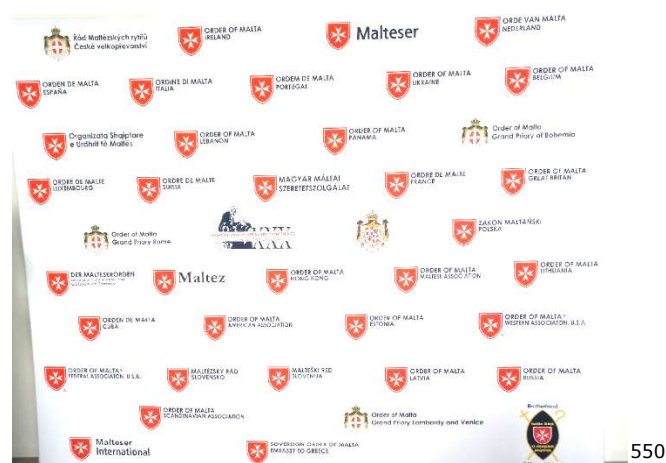 Řád Maltézských rytířů
České velkopřevorství
ORDER OF MALTA
IRELAND
Malteser
ORDE VAN MALTA
NEDERLAND
ORDEN DE MALTA
ESPAÑA
ORDINE DI MALTA
ITALIA
ORDEM DE MALTA
PORTUGAL
ORDER OF MALTA
UKRAINE
ORDER OF MALTA
BELGIUM
Organizata Shqiptare
e Urdhrit të Maltës
ORDER OF MALTA
LEBANON
ORDER OF MALTA
PANAMA
Order of Malta
Grand Priory of Bohemia
ORDRE DE MALTE
LUXEMBOURG
ORDRE DE MALTE
SUISSE
MAGYAR MÁLTAI
SZERETETSZOLGÁLAT
ORDRE DE MALTE
FRANCE
ORDER OF MALTA
GREAT BRITAN
Order of Malta
Grand Priory Rome
XXX
ZAKON MALTAŃSKI
POLSKA
DER MALTESERORDEN
Maltez
ORDER OF MALTA
HONG KONG
ORDER OF MALTA
MALTESE ASSOCIATION
ORDER OF MALTA
LITHUANIA
ORDEN DE MALTA
CUBA
ORDER OF MALTA
AMERICAN ASSOCIATION
ORDER OF MALTA
ESTONIA
ORDER OF MALTA
WESTERN ASSOCIATION, U.S.A.
ORDER OF MALTA
FEDERAL ASSOCIATION, U.S.A.
MALTÉZSKY RÁD
SLOVENSKO
MALTEŠKI RED
SLOVENIJA
ORDER OF MALTA
LATVIA
ORDER OF MALTA
RUSSIA
ORDER OF MALTA
SCANDINAVIAN ASSOCIATION
Order of Malta
Grand Priory Lombardy and Venice
Brotherhood
Malteser
International
SOVEREIGN ORDER OF MALTA
EMBASSY TO GREECE
550